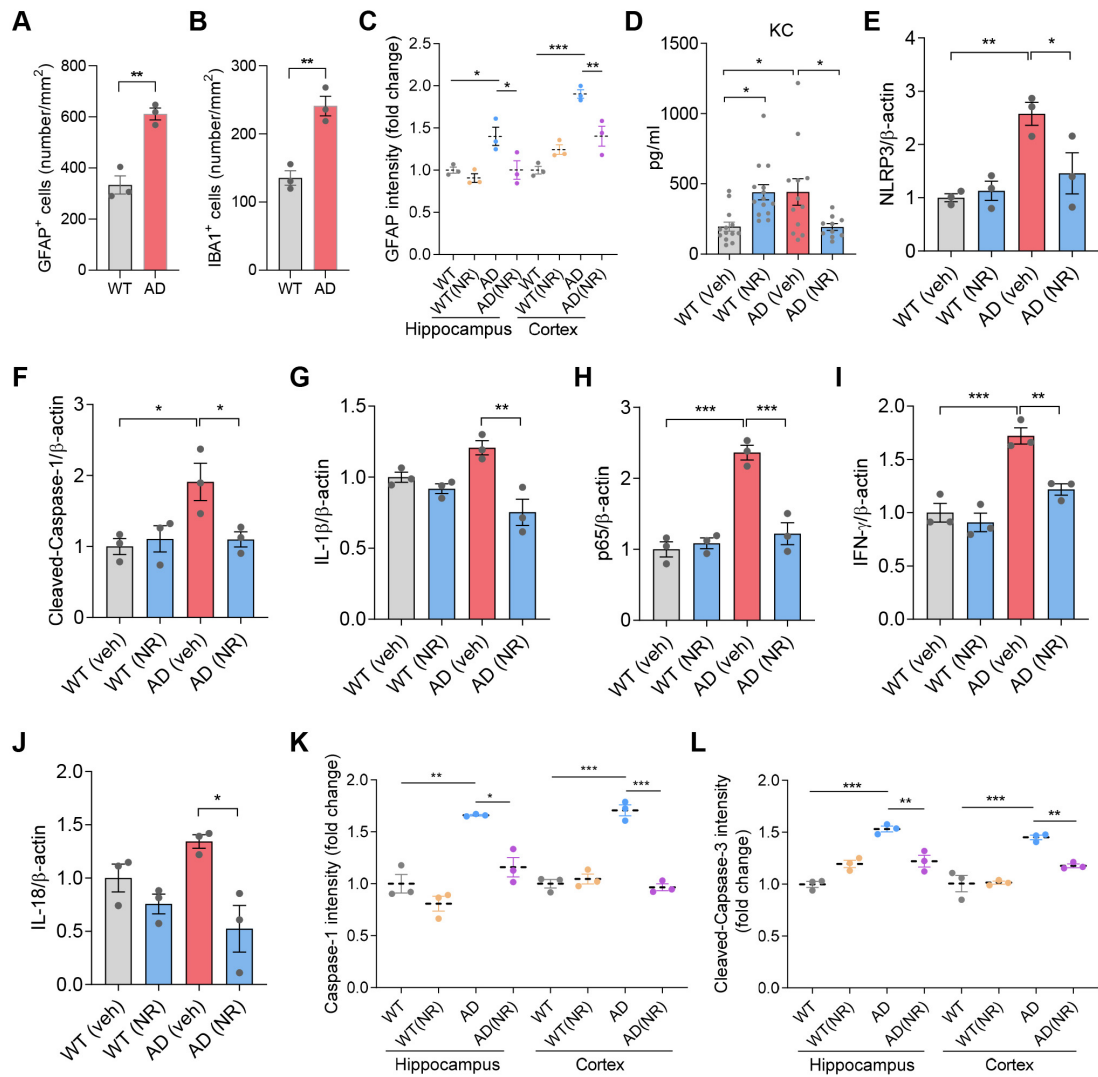 A
GFAP+ cells (number/mm2)
800
600
400
200
0
**
WT
AD
B
IBA1+ cells (number/mm2)
300
200
100
0
**
WT
AD
C
GFAP intensity (fold change)
2.5
2.0
1.5
1.0
0.5
0.0
*
*
***
**
WT
WT(NR)
AD
AD(NR)
WT
WT(NR)
AD
AD(NR)
Hippocampus
Cortex
D
KC
pg/ml
1500
1000
500
0
*
*
*
WT (Veh)
WT (NR)
AD (Veh)
AD (NR)
E
NLRP3/β-actin
4
3
2
1
0
**
*
WT (veh)
WT (NR)
AD (veh)
AD (NR)
F
Cleaved-Caspase-1/β-actin
3
2
1
0
*
*
WT (veh)
WT (NR)
AD (veh)
AD (NR)
G
IL-1β/β-actin
1.5
1.0
0.5
0.0
**
WT (veh)
WT (NR)
AD (veh)
AD (NR)
H
p65/β-actin
3
2
1
0
***
***
WT (veh)
WT (NR)
AD (veh)
AD (NR)
I
IFN-γ/β-actin
2.0
1.5
1.0
0.5
0.0
***
**
WT (veh)
WT (NR)
AD (veh)
AD (NR)
J
IL-18/β-actin
2.0
1.5
1.0
0.5
0.0
*
WT (veh)
WT (NR)
AD (veh)
AD (NR)
K
Caspase-1 intensity (fold change)
2.0
1.5
1.0
0.5
0.0
**
*
***
***
WT
WT(NR)
AD
AD(NR)
WT
WT(NR)
AD
AD(NR)
Hippocampus
Cortex
L
Cleaved-Capsase-3 intensity
(fold change)
2.0
1.5
1.0
0.5
0.0
***
**
***
**
WT
WT(NR)
AD
AD(NR)
WT
WT(NR)
AD
AD(NR)
Hippocampus
Cortex